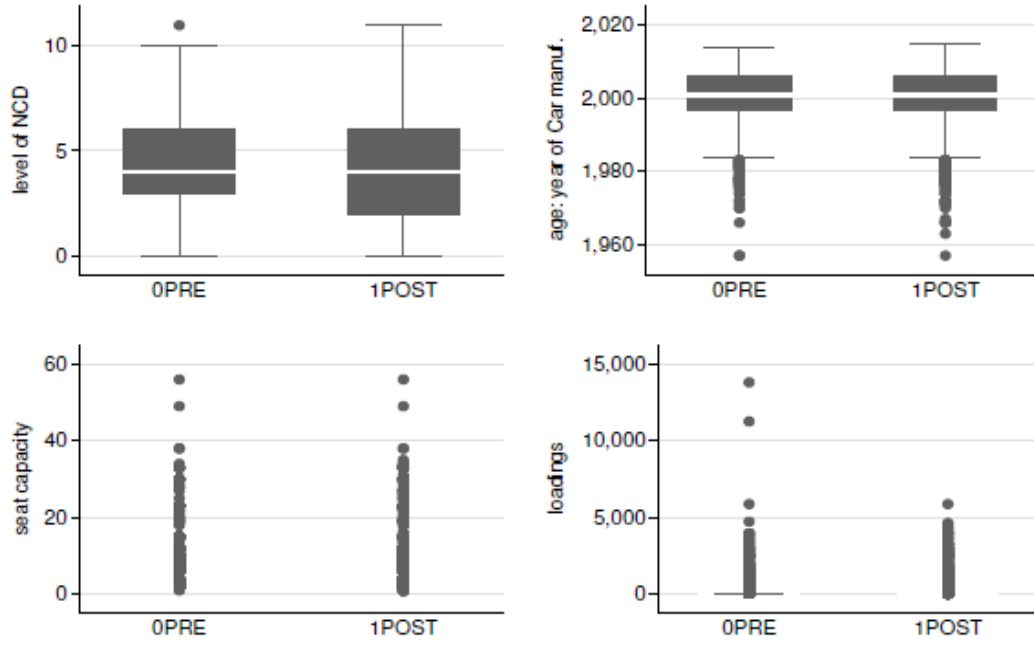 level of NCD
10
5
0
0PRE
1POST
age: year of Car manuf.
2,020
2,000
1,980
1,960
0PRE
1POST
seat capacity
60
40
20
0
0PRE
1POST
loadings
15,000
10,000
5,000
0
0PRE
1POST